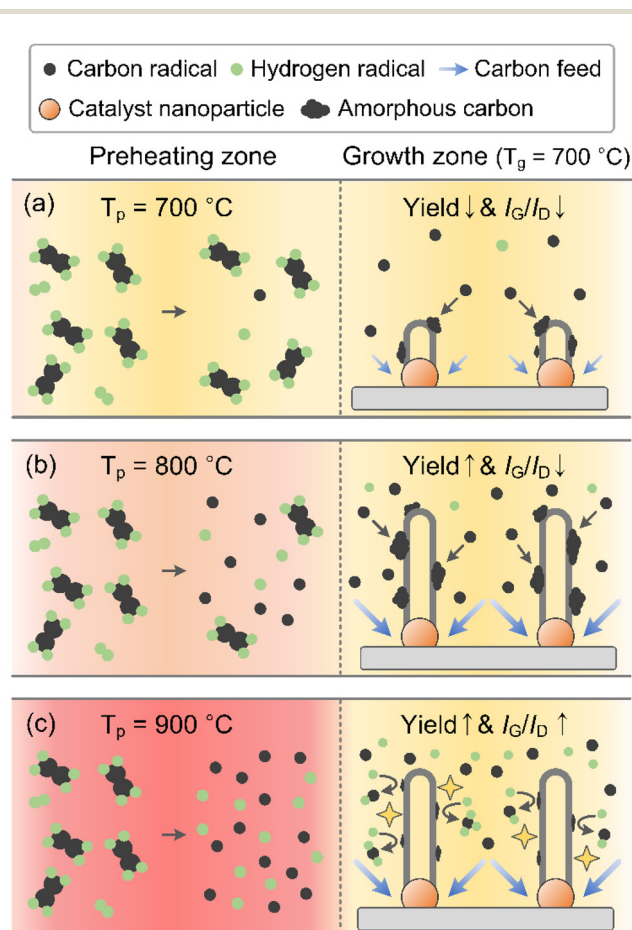 Carbon radical Hydrogen radical Carbon feed
Catalyst nanoparticle Amorphous carbon
Preheating zone Growth zone (Tg = 700 °C)
(a) Tp = 700 °C Yield ↓ & IG/ID ↓
(b) Tp = 800 °C Yield ↑ & IG/ID ↓
(c) Tp = 900 °C Yield ↑ & IG/ID ↑